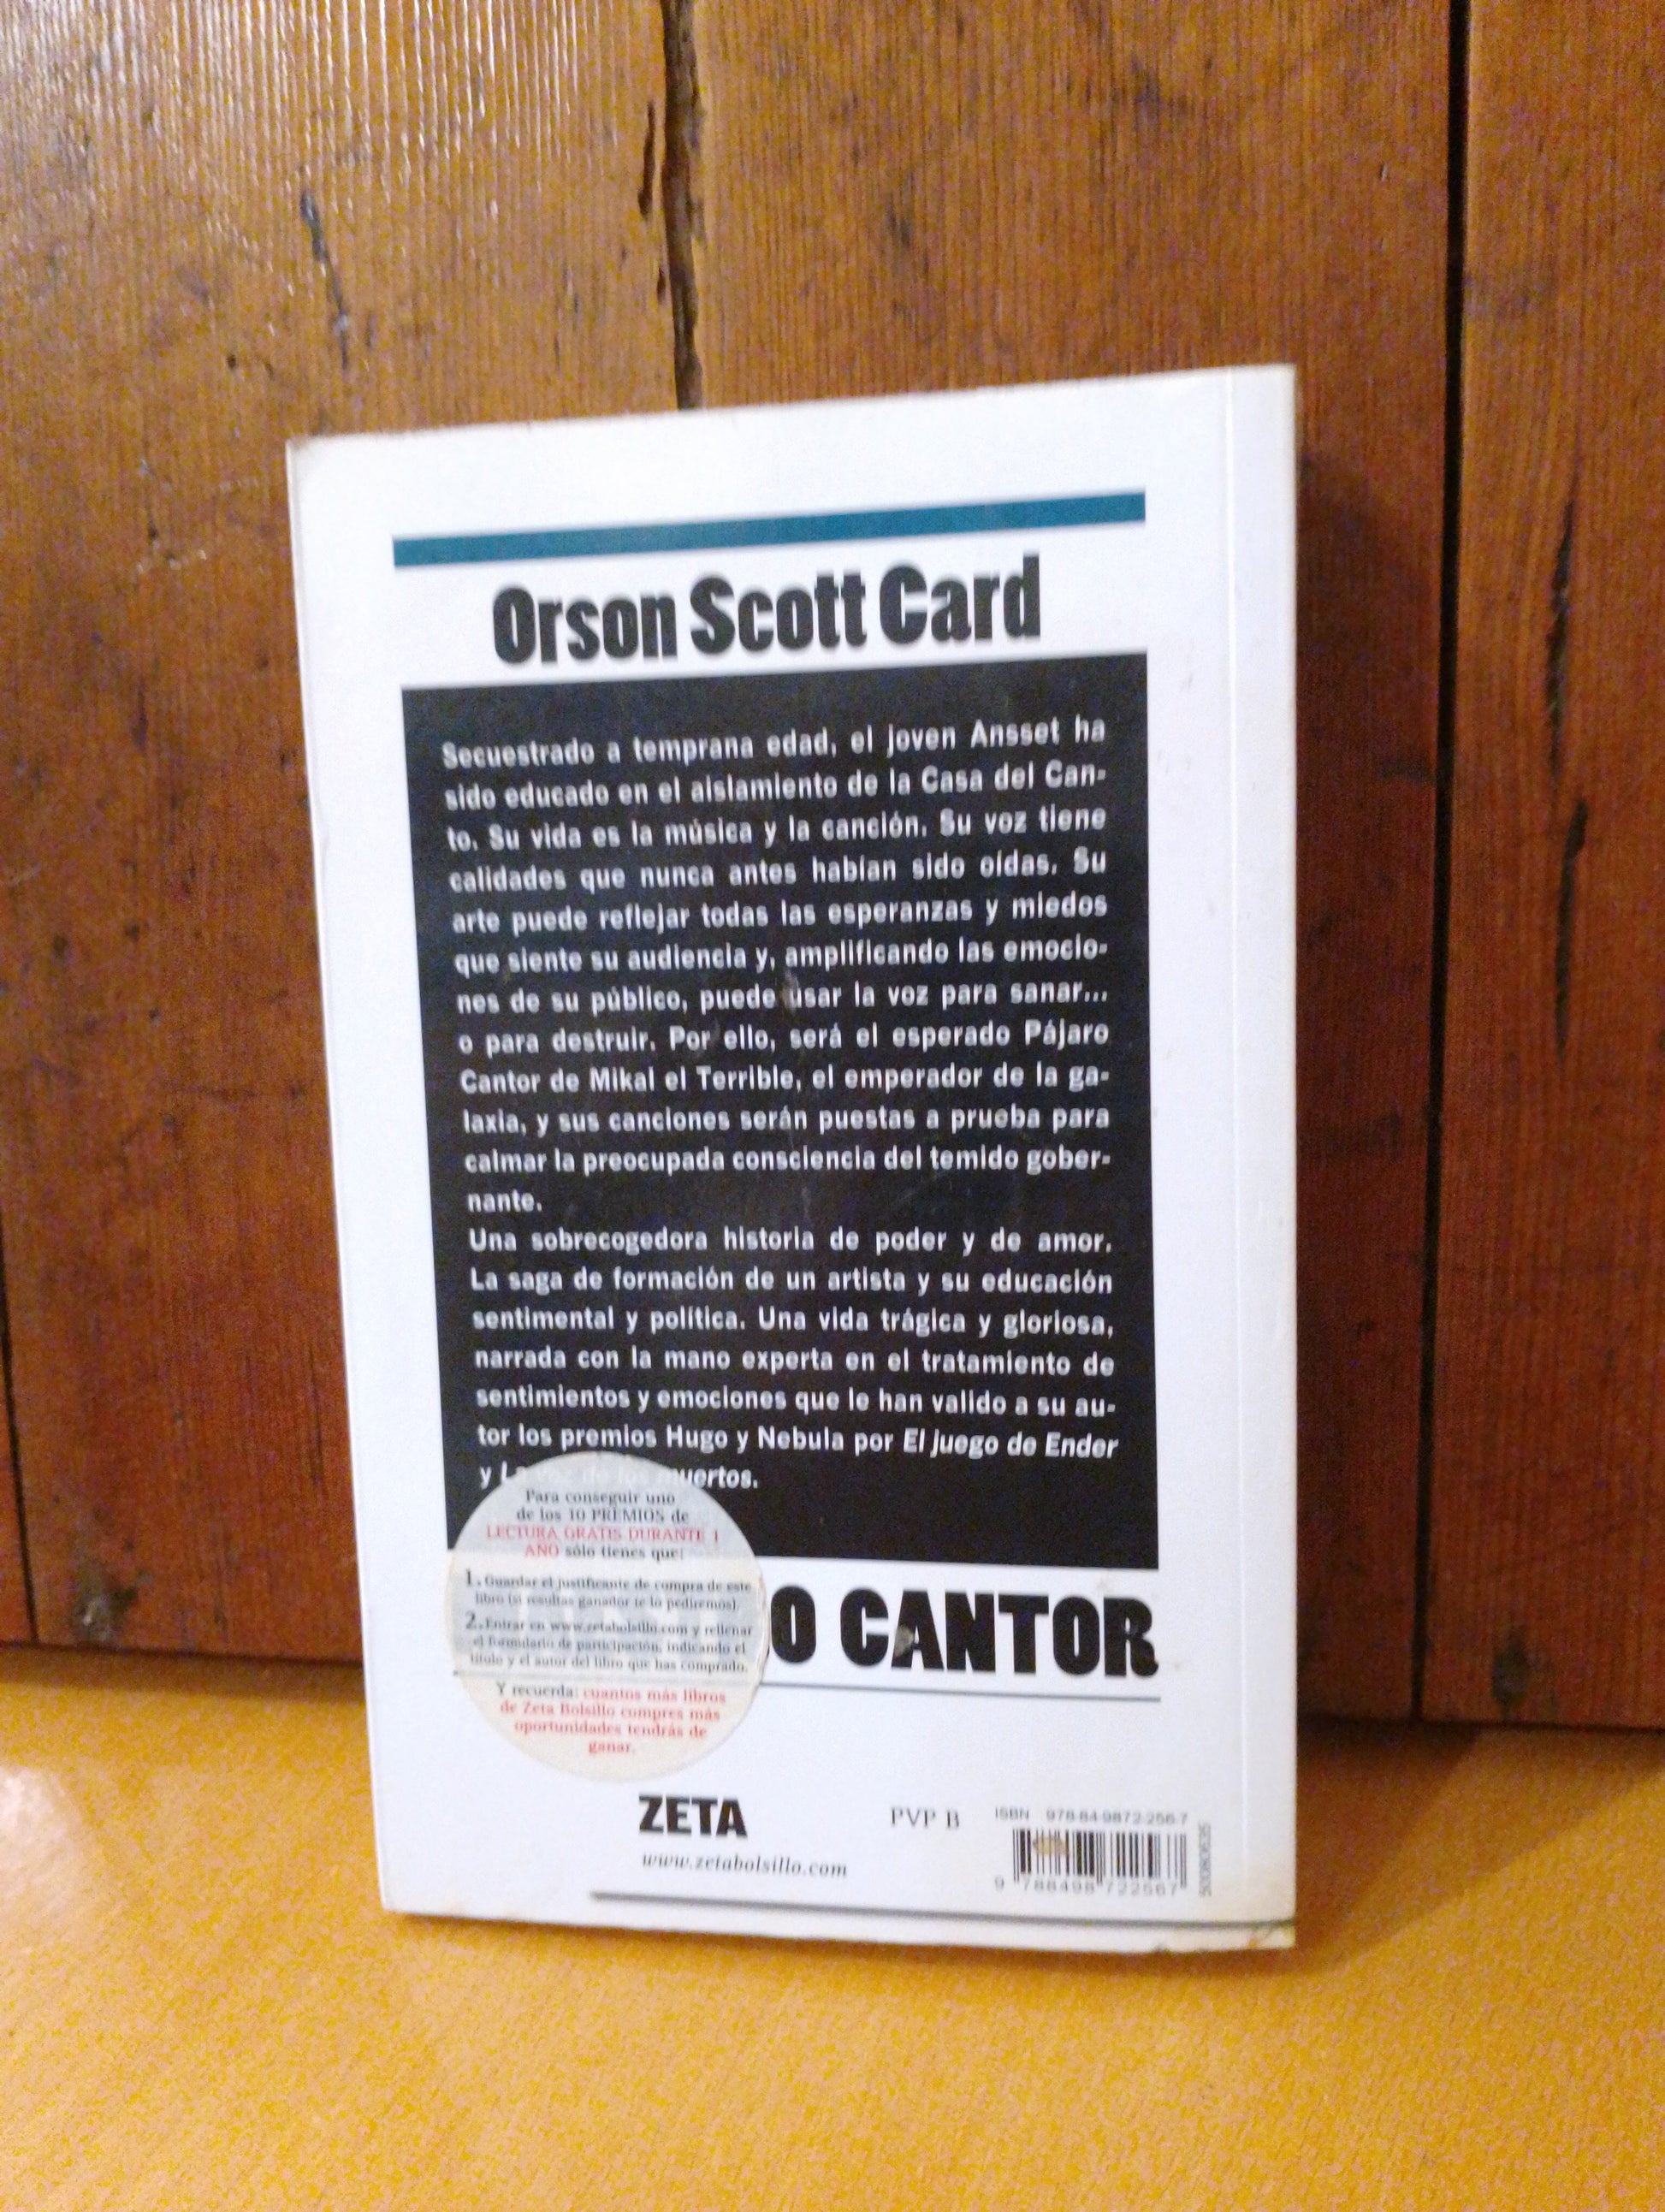 Orson Scott Card
Secuestrado a temprana edad, el joven Ansset ha
sido educado en el aislamiento de la Casa del Can-
to. Su vida es la música y la canción. Su voz tiene
calidades que nunca antes habían sido oídas. Su
arte puede reflejar todas las esperanzas y miedos
que siente su audiencia y, amplificando las emocio-
nes de su público, puede usar la voz para sanar...
o para destruir. Por ello, será el esperado Pájaro
Cantor de Mikal el Terrible, el emperador de la ga-
laxia, y sus canciones serán puestas a prueba para
calmar la preocupada consciencia del temido gober-
nante.
Una sobrecogedora historia de poder y de amor.
La saga de formación de un artista y su educación
sentimental y política. Una vida trágica y gloriosa,
narrada con la mano experta en el tratamiento de
sentimientos y emociones que le han valido a su au-
tor los premios Hugo y Nebula por El juego de Ender
y La voz de los muertos.
Para conseguir uno
de los 10 PREMIOS de
LECTURA GRATIS DURANTE 1
AÑO sólo tienes que:
1. Guardar el justificante de compra de este
libro (si resultas ganador te lo pediremos).
2. Entrar en www.zetabolsillo.com y rellenar
el formulario de participación, indicando el
título y el autor del libro que has comprado.
Y recuerda: cuantos más libros
de Zeta Bolsillo compres más
oportunidades tendrás de
ganar.
O CANTOR
ZETA
www.zetabolsillo.com
PVP B
ISBN 978-84-9872-256-7
9 788498 722567